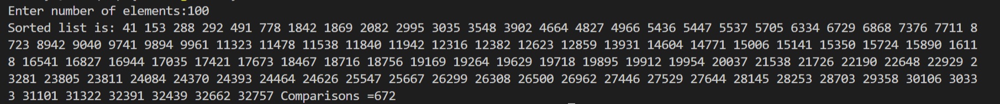 Enter number of elements:100
Sorted list is: 41 153 288 292 491 778 1842 1869 2082 2995 3035 3548 3902 4664 4827 4966 5436 5447 5537 5705 6334 6729 6868 7376 7711 8
723 8942 9040 9741 9894 9961 11323 11478 11538 11840 11942 12316 12382 12623 12859 13931 14604 14771 15006 15141 15350 15724 15890 1611
8 16541 16827 16944 17035 17421 17673 18467 18716 18756 19169 19264 19629 19718 19895 19912 19954 20037 21538 21726 22190 22648 22929 2
3281 23805 23811 24084 24370 24393 24464 24626 25547 25667 26299 26308 26500 26962 27446 27529 27644 28145 28253 28703 29358 30106 3033
3 31101 31322 32391 32439 32662 32757 Comparisons =672